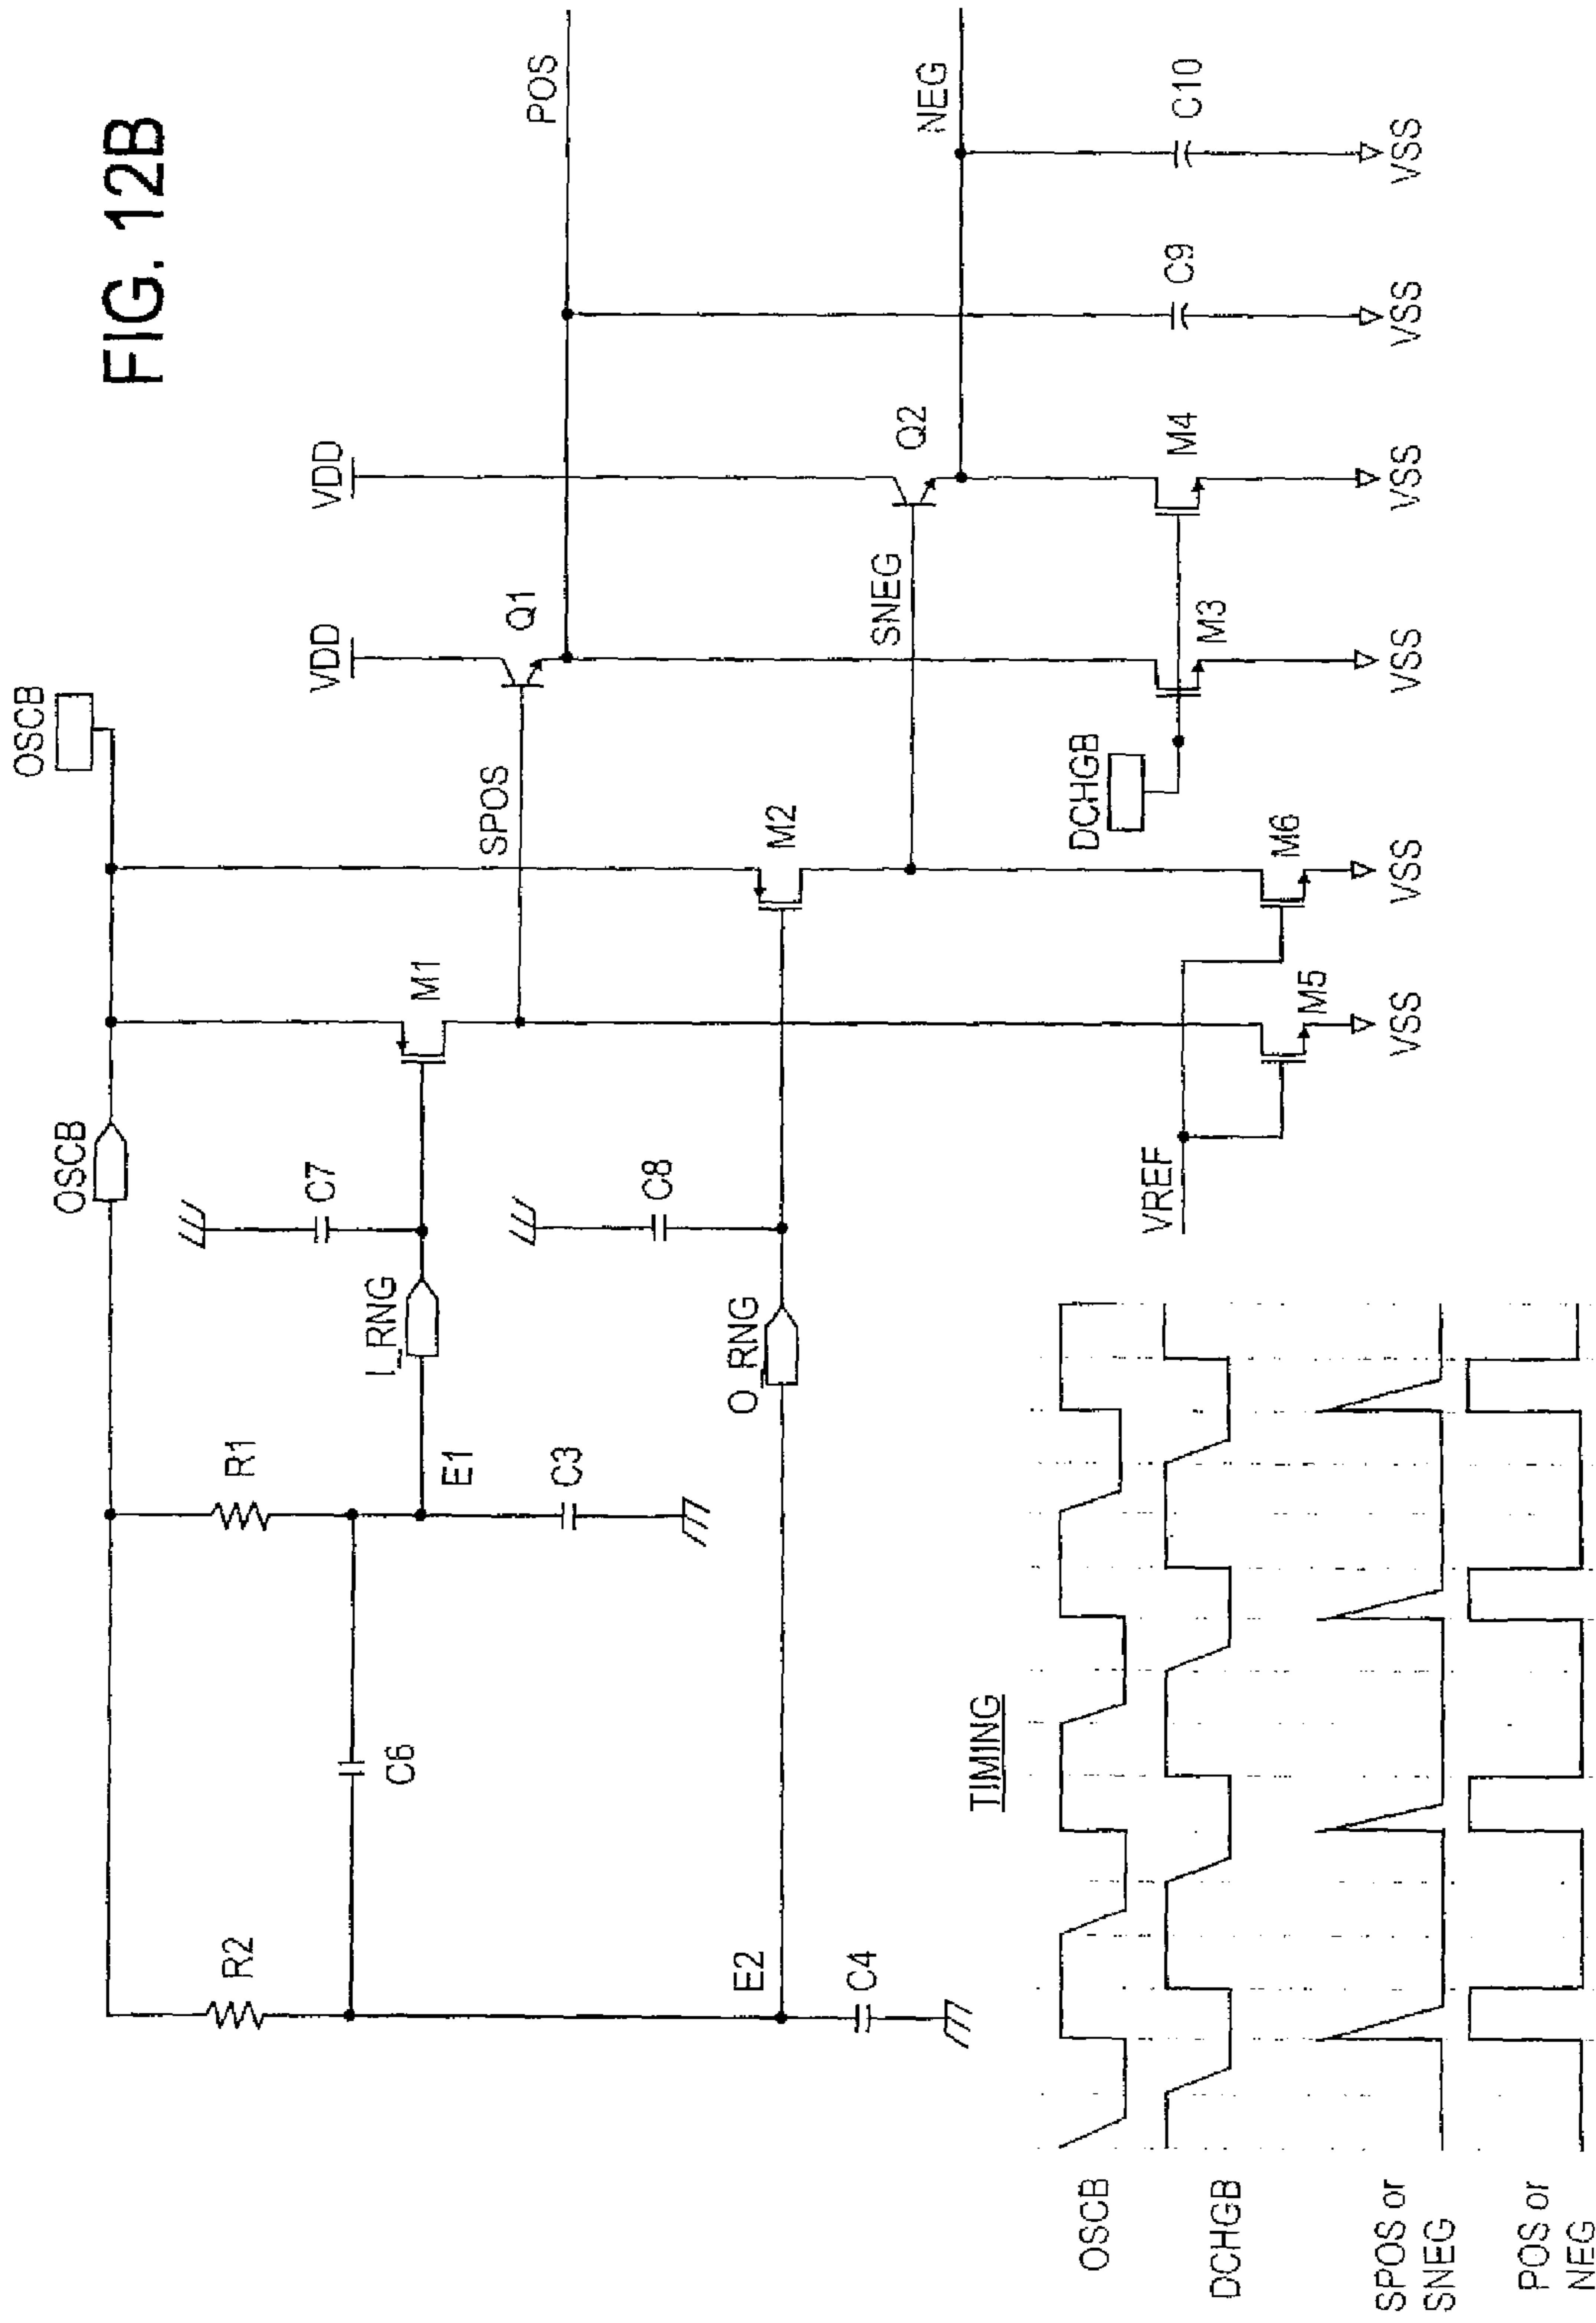 FIG. 12B
OSCB
OSCB
R2
R1
C6
E1
C3
E2
C4
I_RNG
C7
O_RNG
C8
M1
M2
SPOS
SNEG
VDD
VDD
Q1
Q2
POS
NEG
DCHGB
M3
M4
C9
C10
VREF
M5
M6
VSS
VSS
VSS
VSS
VSS
VSS
TIMING
OSCB
DCHGB
SPOS or
SNEG
POS or
NEG